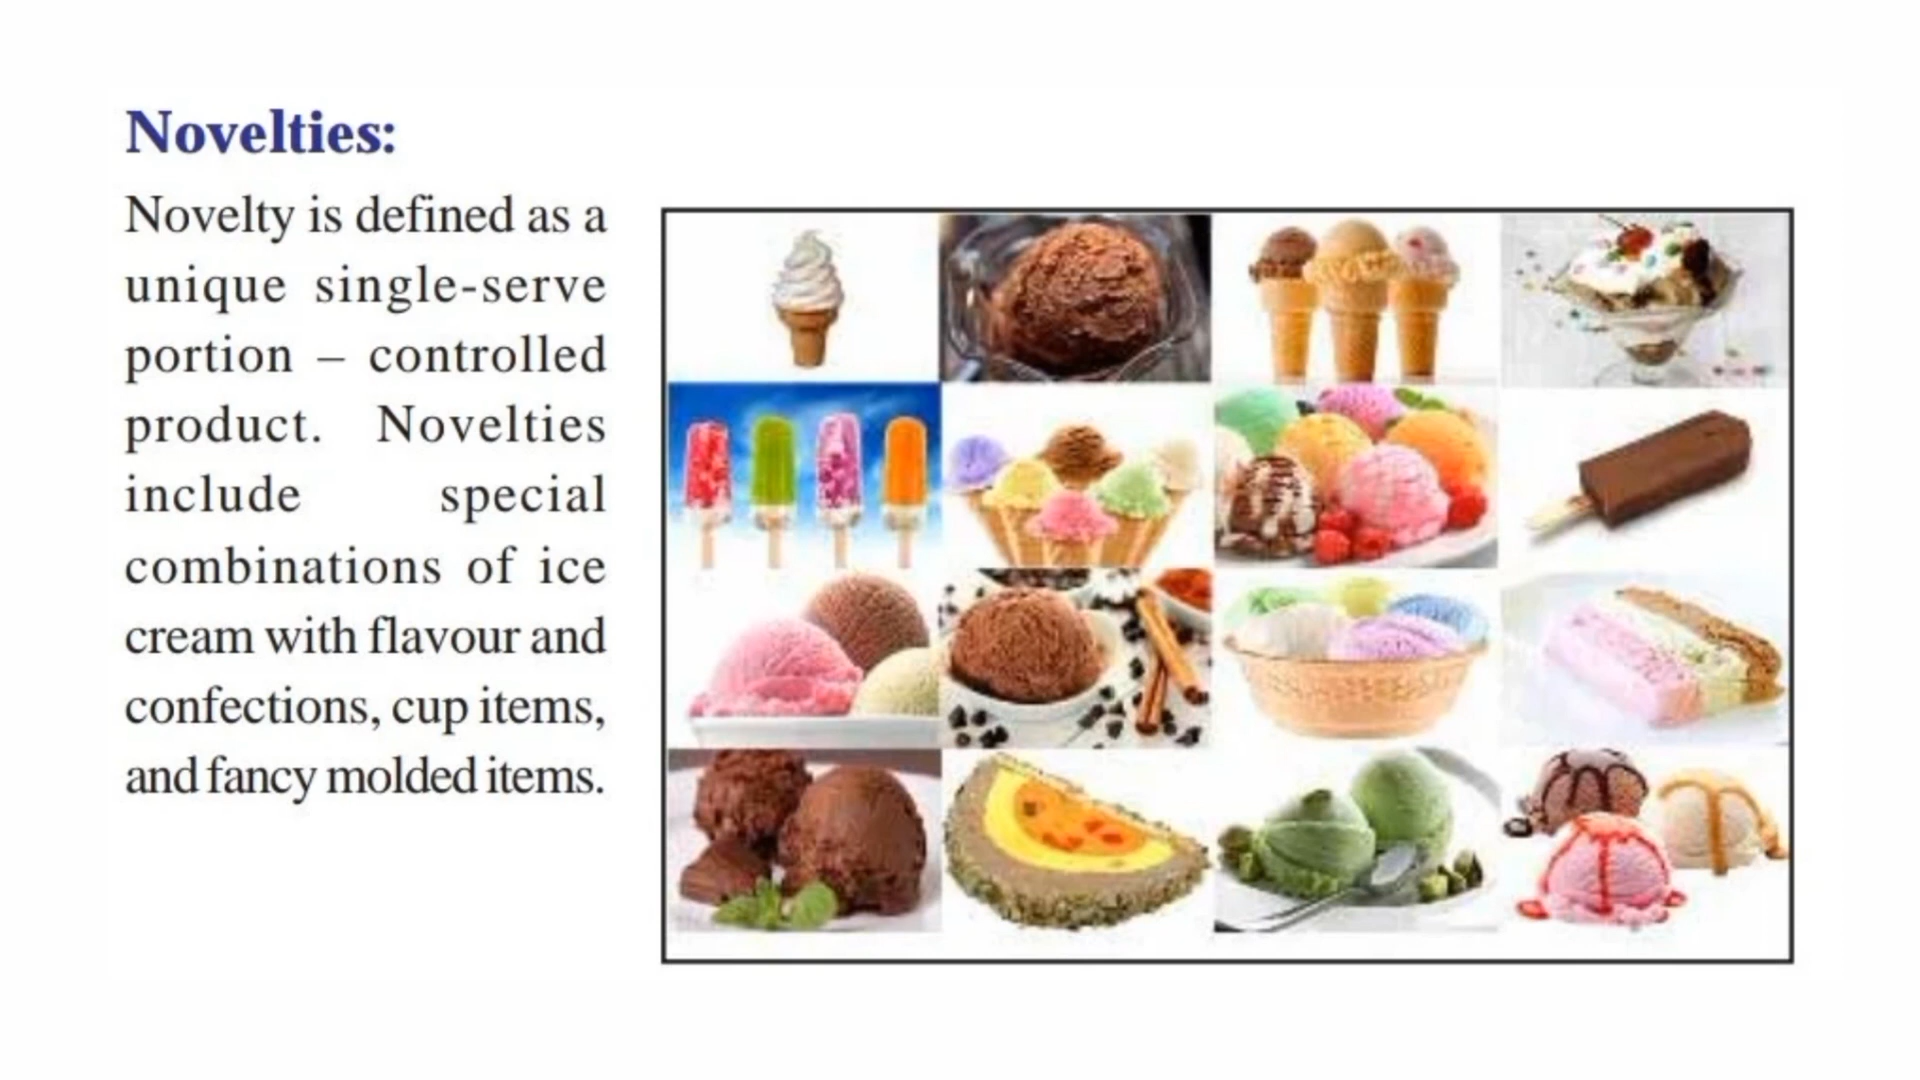 Novelties:
Novelty is defined as a
unique single-serve
portion – controlled
product. Novelties
include special
combinations of ice
cream with flavour and
confections, cup items,
and fancy molded items.